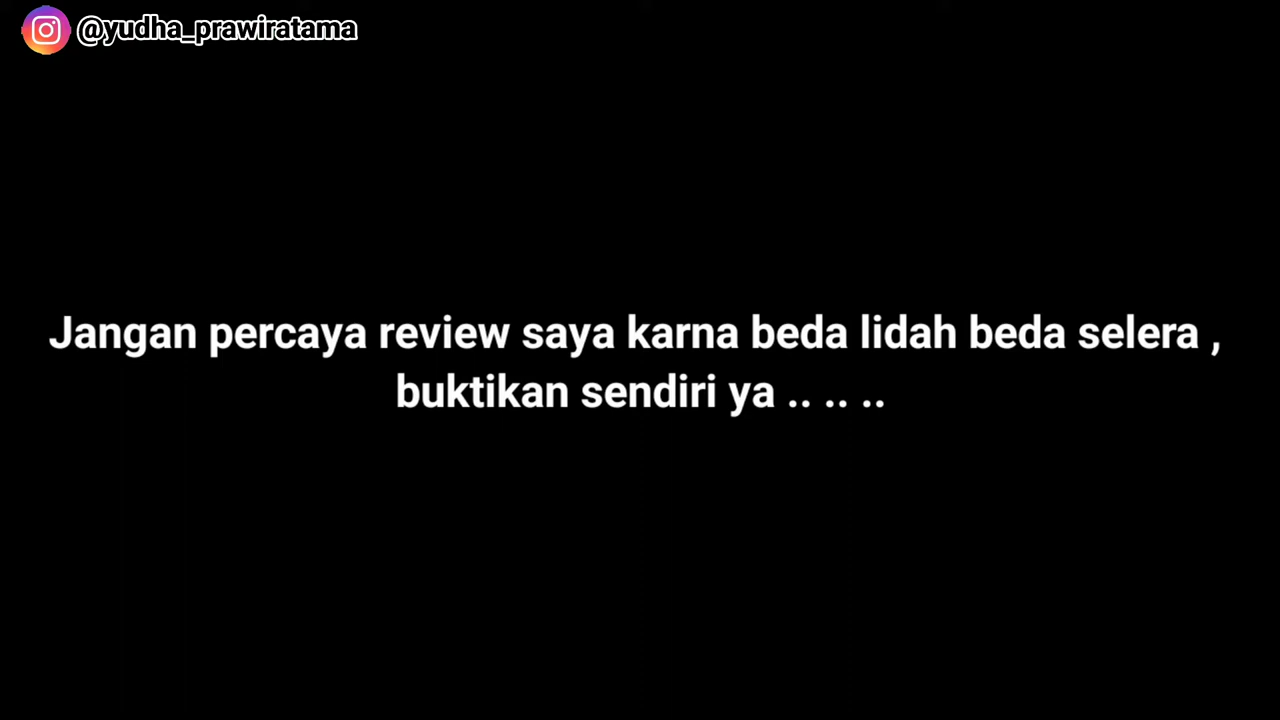 @yudha_prawiratama
Jangan percaya review saya karna beda lidah beda selera ,
buktikan sendiri ya .. .. ..